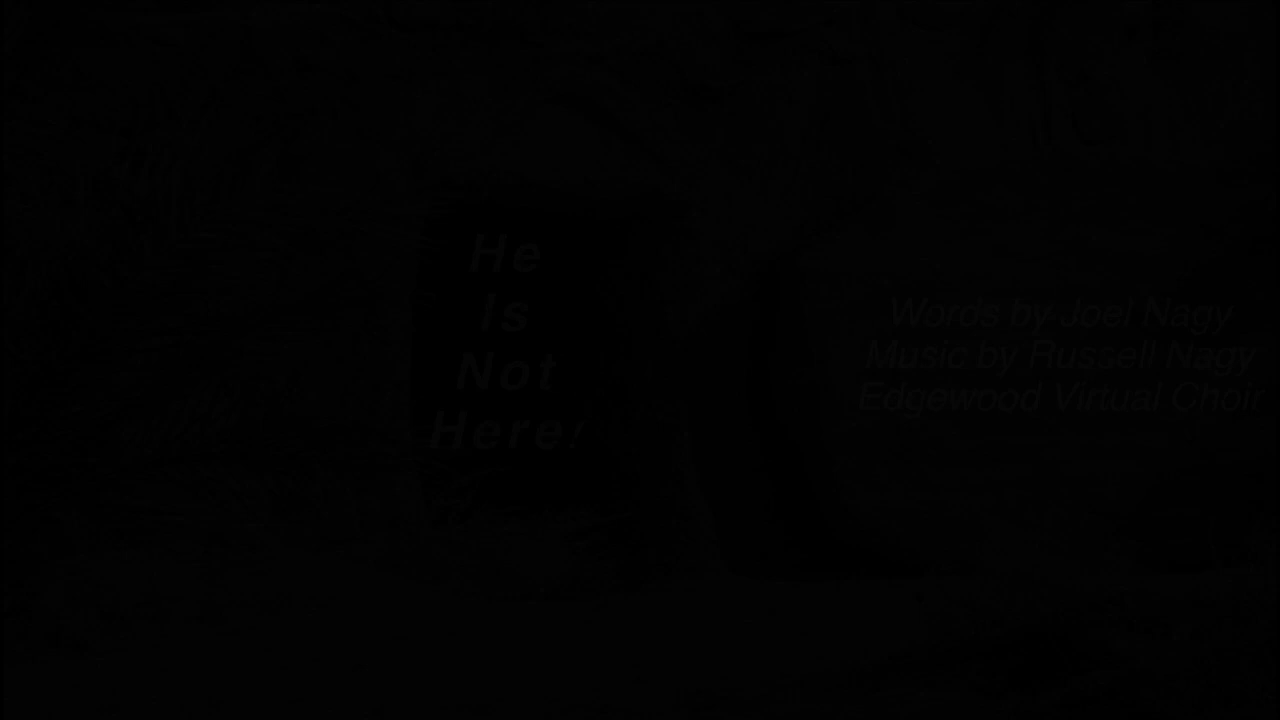 He
Is
Not
Here!
Words by Joel Nagy
Music by Russell Nagy
Edgewood Virtual Choir